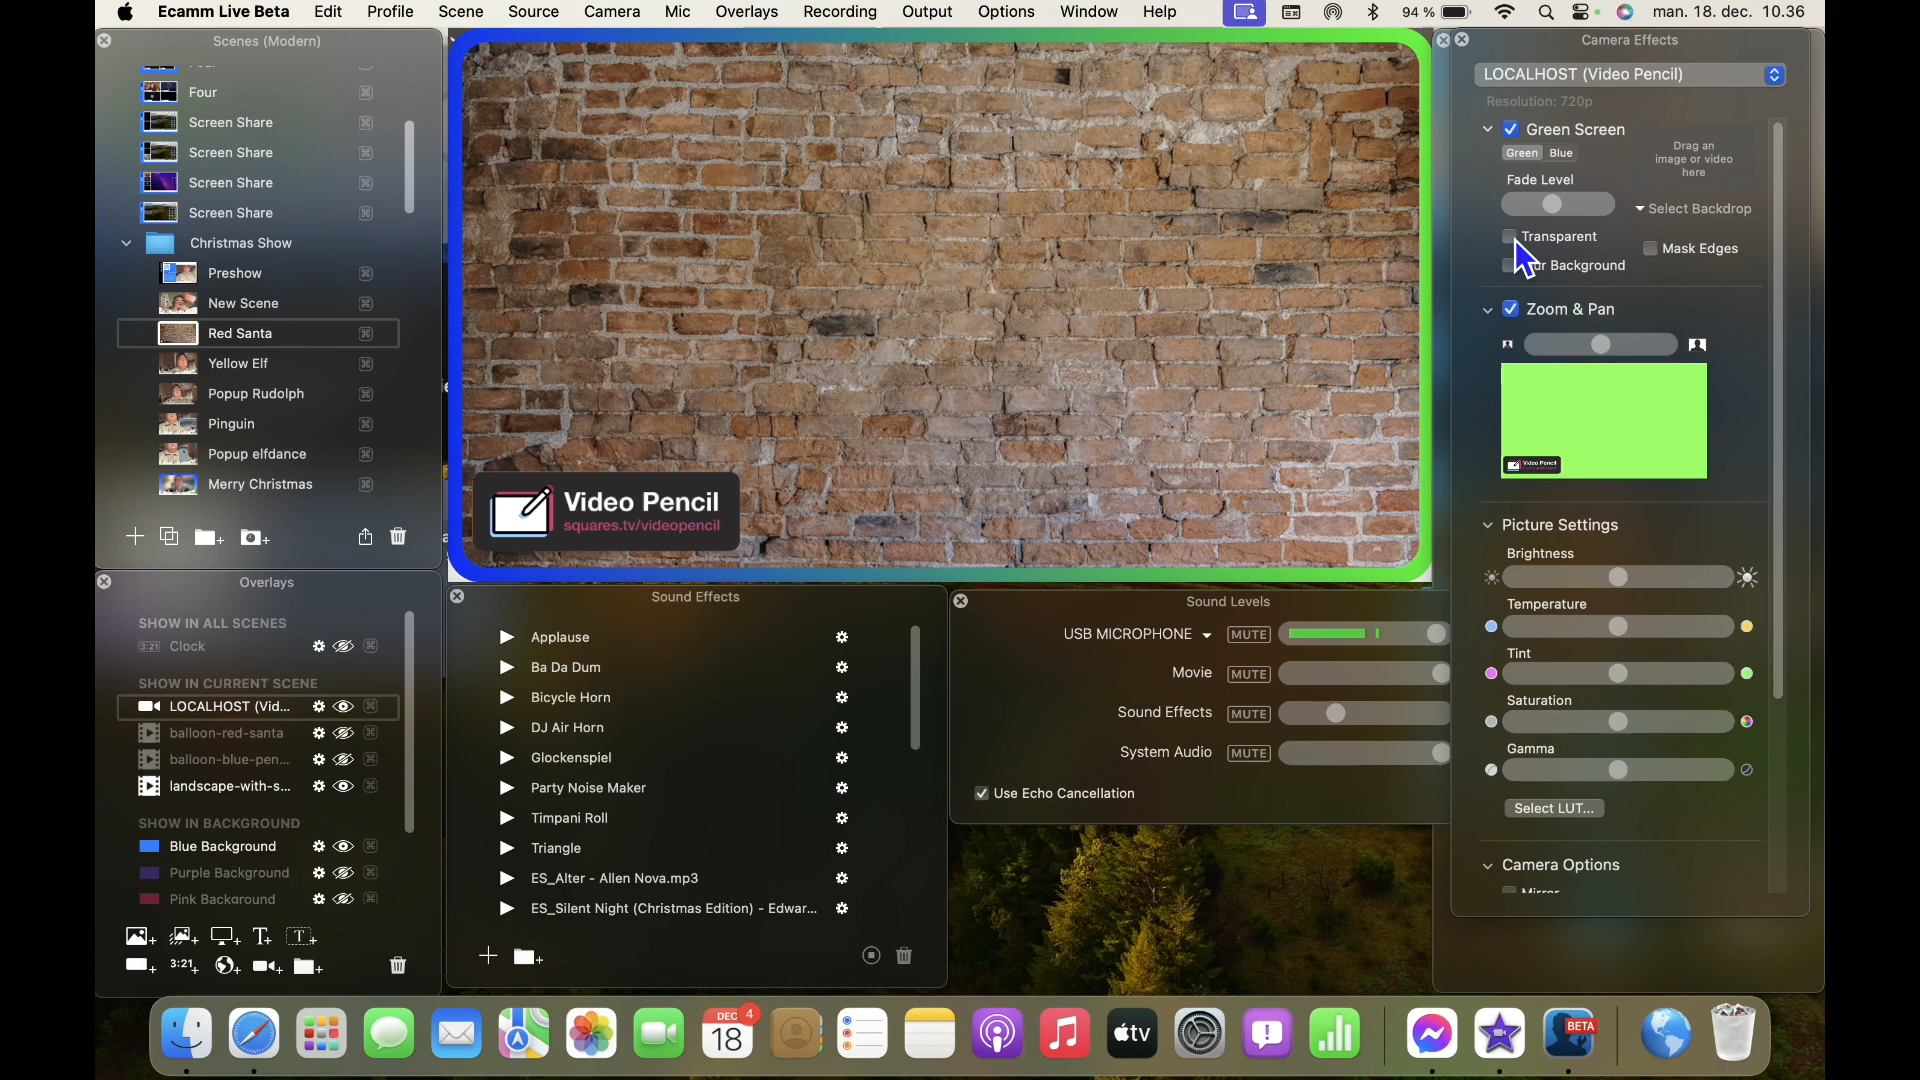 Ecamm Live Beta Edit Profile Scene Source Camera Mic Overlays Recording Output Options Window Help 94 % man. 18. dec. 10.36
Scenes (Modern)
Four
Screen Share
Screen Share
Screen Share
Screen Share
Christmas Show
Preshow
New Scene
Red Santa
Yellow Elf
Popup Rudolph
Pinguin
Popup elfdance
Merry Christmas
Overlays
SHOW IN ALL SCENES
3:21 Clock
SHOW IN CURRENT SCENE
LOCALHOST (Vid...
balloon-red-santa
balloon-blue-pen...
landscape-with-s...
SHOW IN BACKGROUND
Blue Background
Purple Background
Pink Background
3:21
Video Pencil
squares.tv/videopencil
Sound Effects
Applause
Ba Da Dum
Bicycle Horn
DJ Air Horn
Glockenspiel
Party Noise Maker
Timpani Roll
Triangle
ES_Alter - Allen Nova.mp3
ES_Silent Night (Christmas Edition) - Edwar...
Sound Levels
USB MICROPHONE MUTE
Movie MUTE
Sound Effects MUTE
System Audio MUTE
Use Echo Cancellation
Camera Effects
LOCALHOST (Video Pencil)
Resolution: 720p
Green Screen
Green Blue
Drag an
image or video
here
Fade Level
Select Backdrop
Transparent
Mask Edges
Background
Zoom & Pan
Video Pencil
Picture Settings
Brightness
Temperature
Tint
Saturation
Gamma
Select LUT...
Camera Options
Mirror
DEC 4
18
tv
BETA